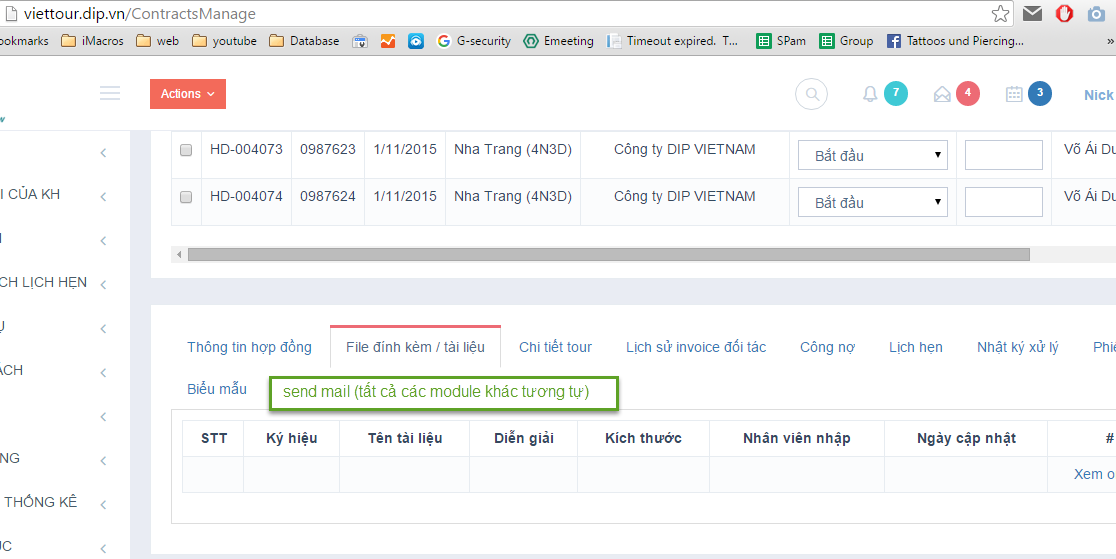 viettour.dip.vn/ContractsManage
ookmarks iMacros web youtube Database G-security Emeeting Timeout expired. T... SPam Group Tattoos und Piercing... »
Actions 7 4 3 Nick
HD-004073 0987623 1/11/2015 Nha Trang (4N3D) Công ty DIP VIETNAM Bắt đầu Võ Ái Du
I CỦA KH
HD-004074 0987624 1/11/2015 Nha Trang (4N3D) Công ty DIP VIETNAM Bắt đầu Võ Ái Du
CH LỊCH HẸN
Ụ
Thông tin hợp đồng File đính kèm / tài liệu Chi tiết tour Lịch sử invoice đối tác Công nợ Lịch hẹn Nhật ký xử lý Phiế
ÁCH
Biểu mẫu send mail (tất cả các module khác tương tự)
STT Ký hiệu Tên tài liệu Diễn giải Kích thước Nhân viên nhập Ngày cập nhật #
NG
Xem o
THỐNG KÊ
ỤC